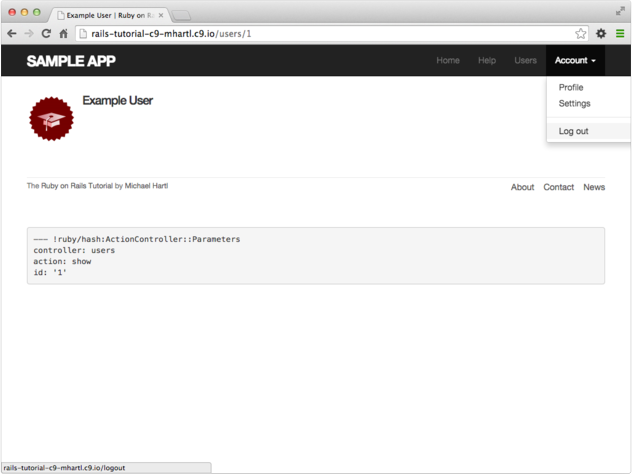 Example User | Ruby on Ra
rails-tutorial-c9-mhartl.c9.io/users/1
SAMPLE APP
Home Help Users Account
Profile
Settings
Log out
Example User
The Ruby on Rails Tutorial by Michael Hartl
About Contact News
--- !ruby/hash:ActionController::Parameters
controller: users
action: show
id: '1'
rails-tutorial-c9-mhartl.c9.io/logout